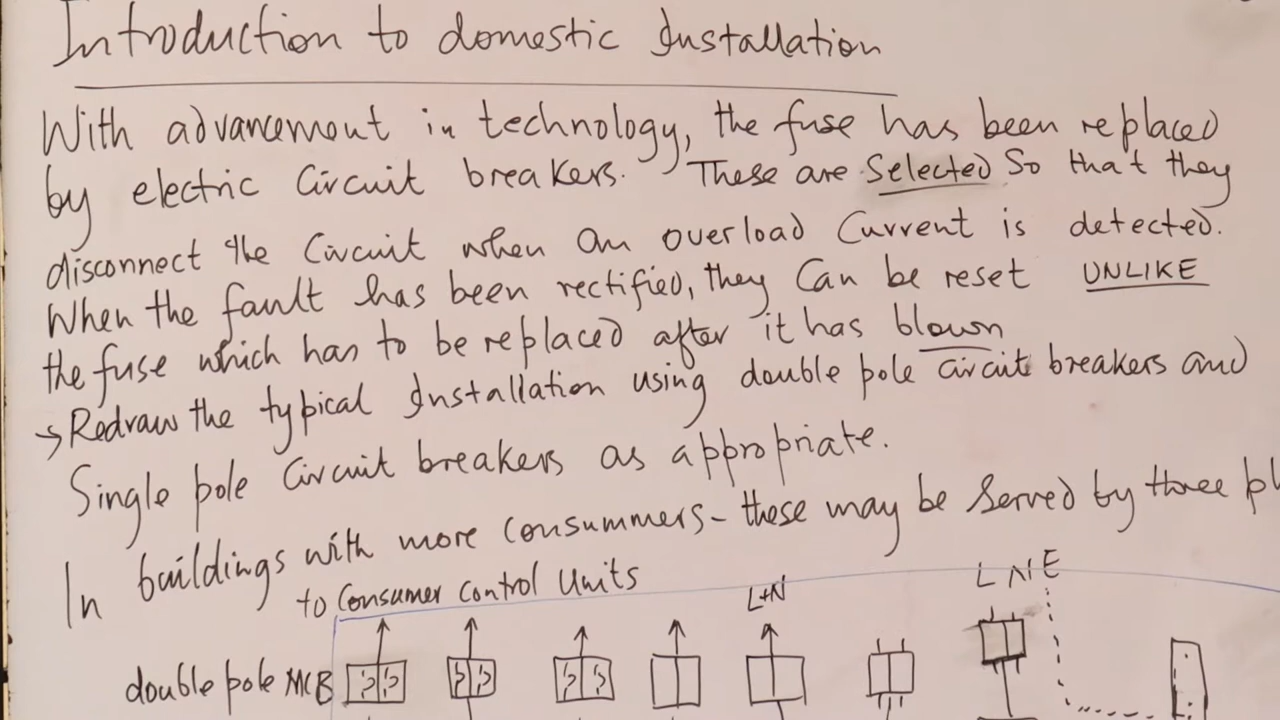 Introduction to domestic Installation
With advancement in technology, the fuse has been replaced
by electric Circuit breakers. These are Selected So that they
disconnect the Circuit when an overload Current is detected.
When the fault has been rectified, they Can be reset UNLIKE
the fuse which has to be replaced after it has blown
→ Redraw the typical Installation using double pole circuit breakers and
Single pole Circuit breakers as appropriate.
In buildings with more consummers - these may be Served by three
to Consumer Control Units
L+N
L N E
double pole MCB